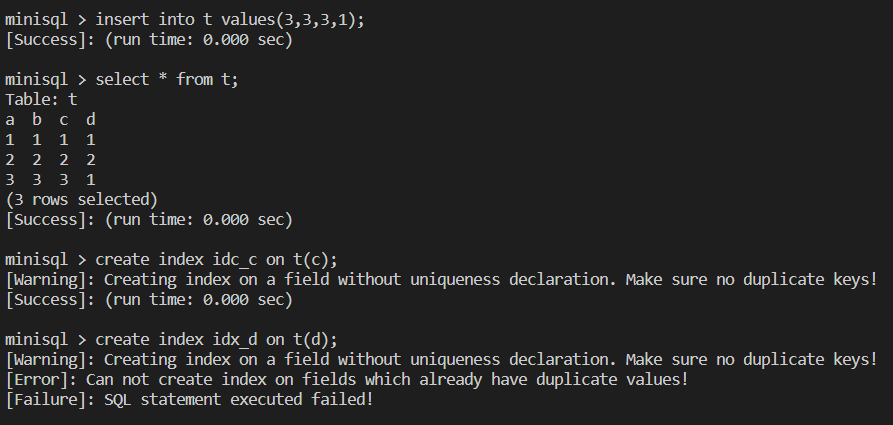 minisql > insert into t values(3,3,3,1);
[Success]: (run time: 0.000 sec)
minisql > select * from t;
Table: t
a  b  c  d
1  1  1  1
2  2  2  2
3  3  3  1
(3 rows selected)
[Success]: (run time: 0.000 sec)
minisql > create index idc_c on t(c);
[Warning]: Creating index on a field without uniqueness declaration. Make sure no duplicate keys!
[Success]: (run time: 0.000 sec)
minisql > create index idx_d on t(d);
[Warning]: Creating index on a field without uniqueness declaration. Make sure no duplicate keys!
[Error]: Can not create index on fields which already have duplicate values!
[Failure]: SQL statement executed failed!